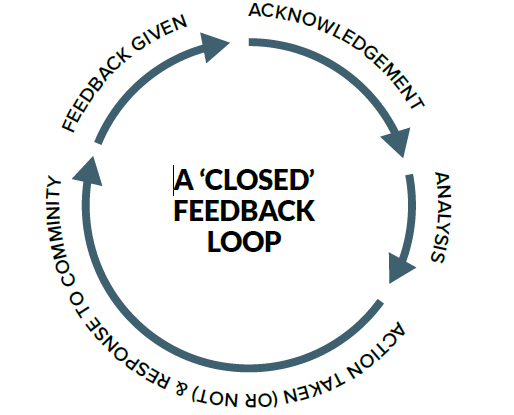 ACKNOWLEDGEMENT
FEEDBACK GIVEN
A ‘CLOSED’
FEEDBACK
LOOP
ANALYSIS
ACTION TAKEN (OR NOT) & RESPONSE TO COMMINITY